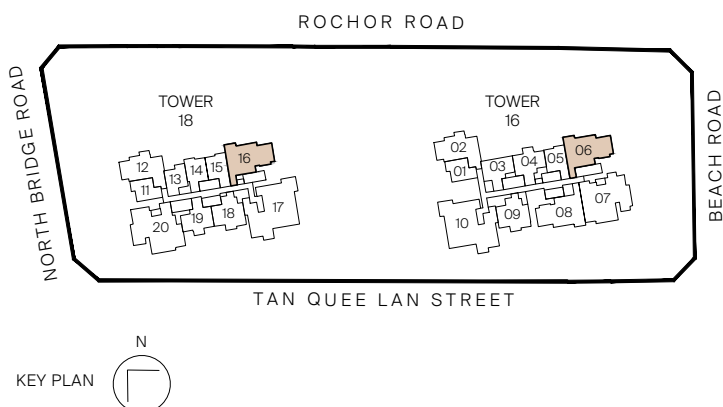 ROCHOR ROAD
NORTH BRIDGE ROAD
TOWER
18
12
11
13
14
15
16
20
19
18
17
TOWER
16
02
01
03
04
05
06
10
09
08
07
BEACH ROAD
TAN QUEE LAN STREET
N
KEY PLAN